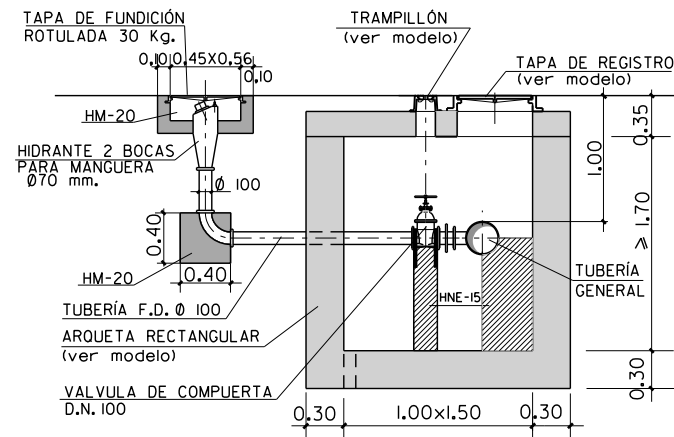 TAPA DE FUNDICIÓN
ROTULADA 30 Kg.
0.10
0.45X0.56
0.10
TRAMPILLÓN
(ver modelo)
TAPA DE REGISTRO
(ver modelo)
HM-20
HIDRANTE 2 BOCAS
PARA MANGUERA
Ø70 mm.
Ø 100
0.35
1.00
≥ 1.70
0.40
0.40
HM-20
TUBERÍA
GENERAL
HNE-15
TUBERÍA F.D. Ø 100
ARQUETA RECTANGULAR
(ver modelo)
VALVULA DE COMPUERTA
D.N. 100
0.30
0.30
1.00x1.50
0.30